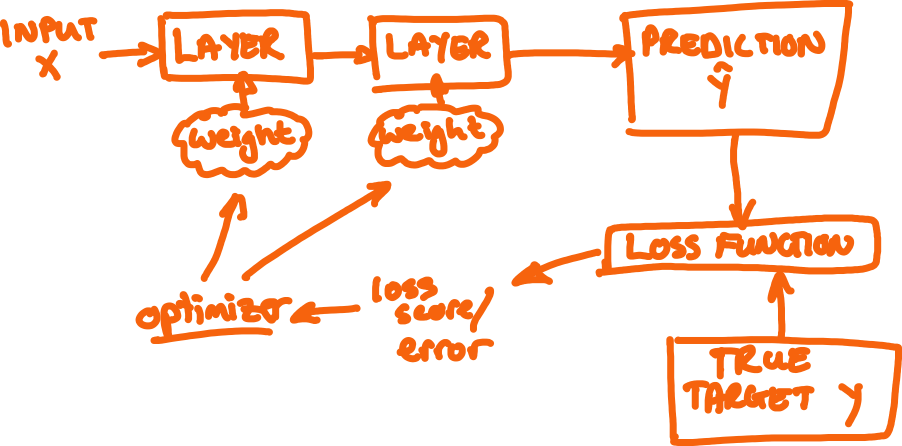 INPUT
X
LAYER
LAYER
PREDICTION
ŷ
weight
weight
LOSS FUNCTION
optimizer
loss
score/
error
TRUE
TARGET y